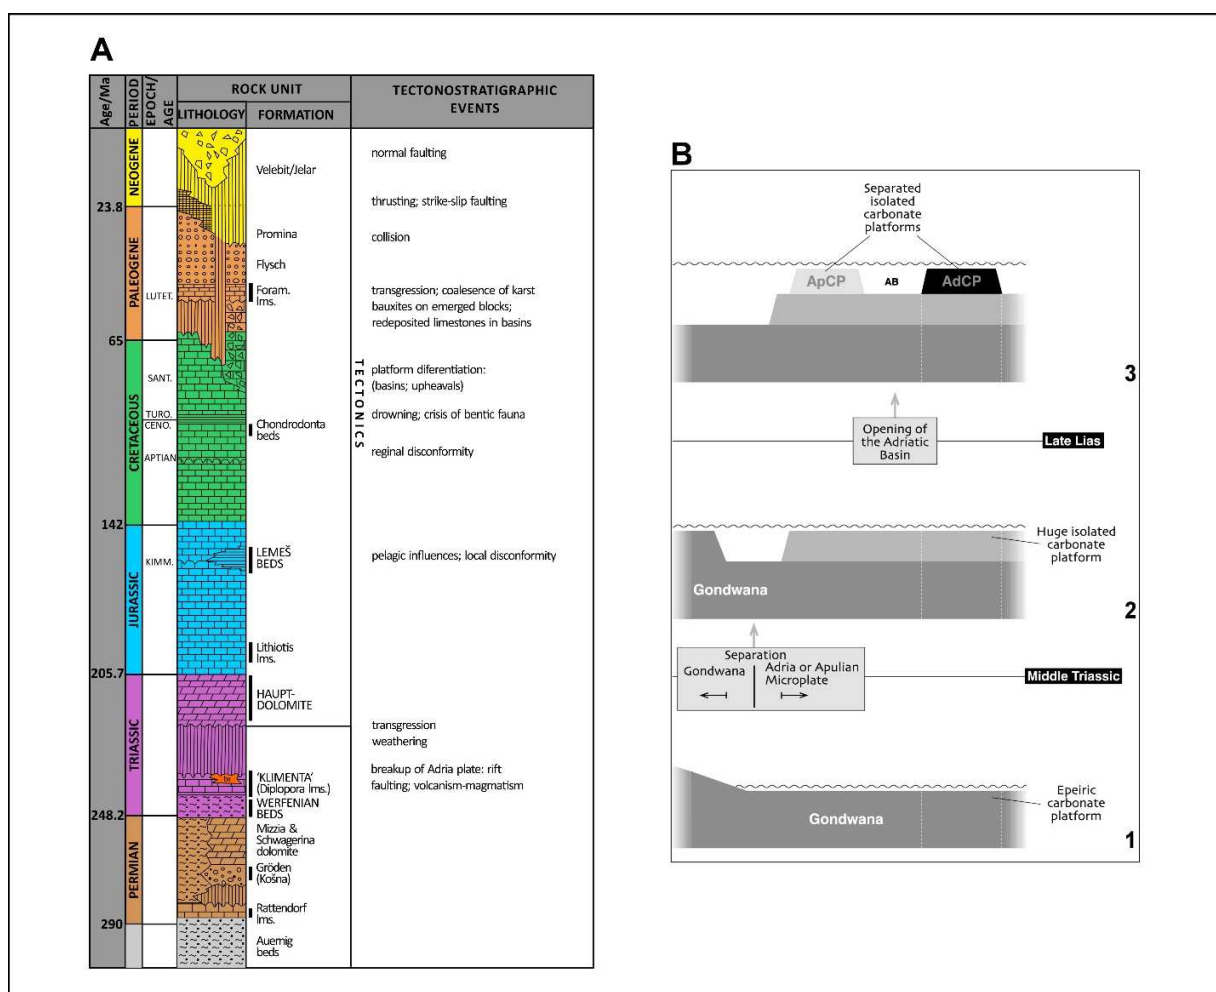 A
Age/Ma
PERIOD
EPOCH/
AGE
ROCK UNIT
LITHOLOGY
FORMATION
TECTONOSTRATIGRAPHIC
EVENTS
NEOGENE
PALEOGENE
CRETACEOUS
JURASSIC
TRIASSIC
PERMIAN
23.8
65
142
205.7
248.2
290
LUTET.
SANT.
TURO.
CENO.
APTIAN
KIMM.
Velebit/Jelar
Promina
Flysch
Foram.
lms.
Chondrodonta
beds
LEMEŠ
BEDS
Lithiotis
lms.
HAUPT-
DOLOMITE
'KLIMENTA'
(Diplopora lms.)
WERFENIAN
BEDS
Mizzia &
Schwagerina
dolomite
Gröden
(Košna)
Rattendorf
lms.
Auernig
beds
TECTONICS
normal faulting
thrusting; strike-slip faulting
collision
transgression; coalesence of karst
bauxites on emerged blocks;
redeposited limestones in basins
platform diferentiation:
(basins; upheavals)
drowning; crisis of bentic fauna
reginal disconformity
pelagic influences; local disconformity
transgression
weathering
breakup of Adria plate: rift
faulting; volcanism-magmatism
B
Separated
isolated
carbonate
platforms
ApCP
AB
AdCP
3
Opening of
the Adriatic
Basin
Late Lias
Huge isolated
carbonate
platform
Gondwana
2
Separation
Gondwana
Adria or Apulian
Microplate
Middle Triassic
Epeiric
carbonate
platform
Gondwana
1